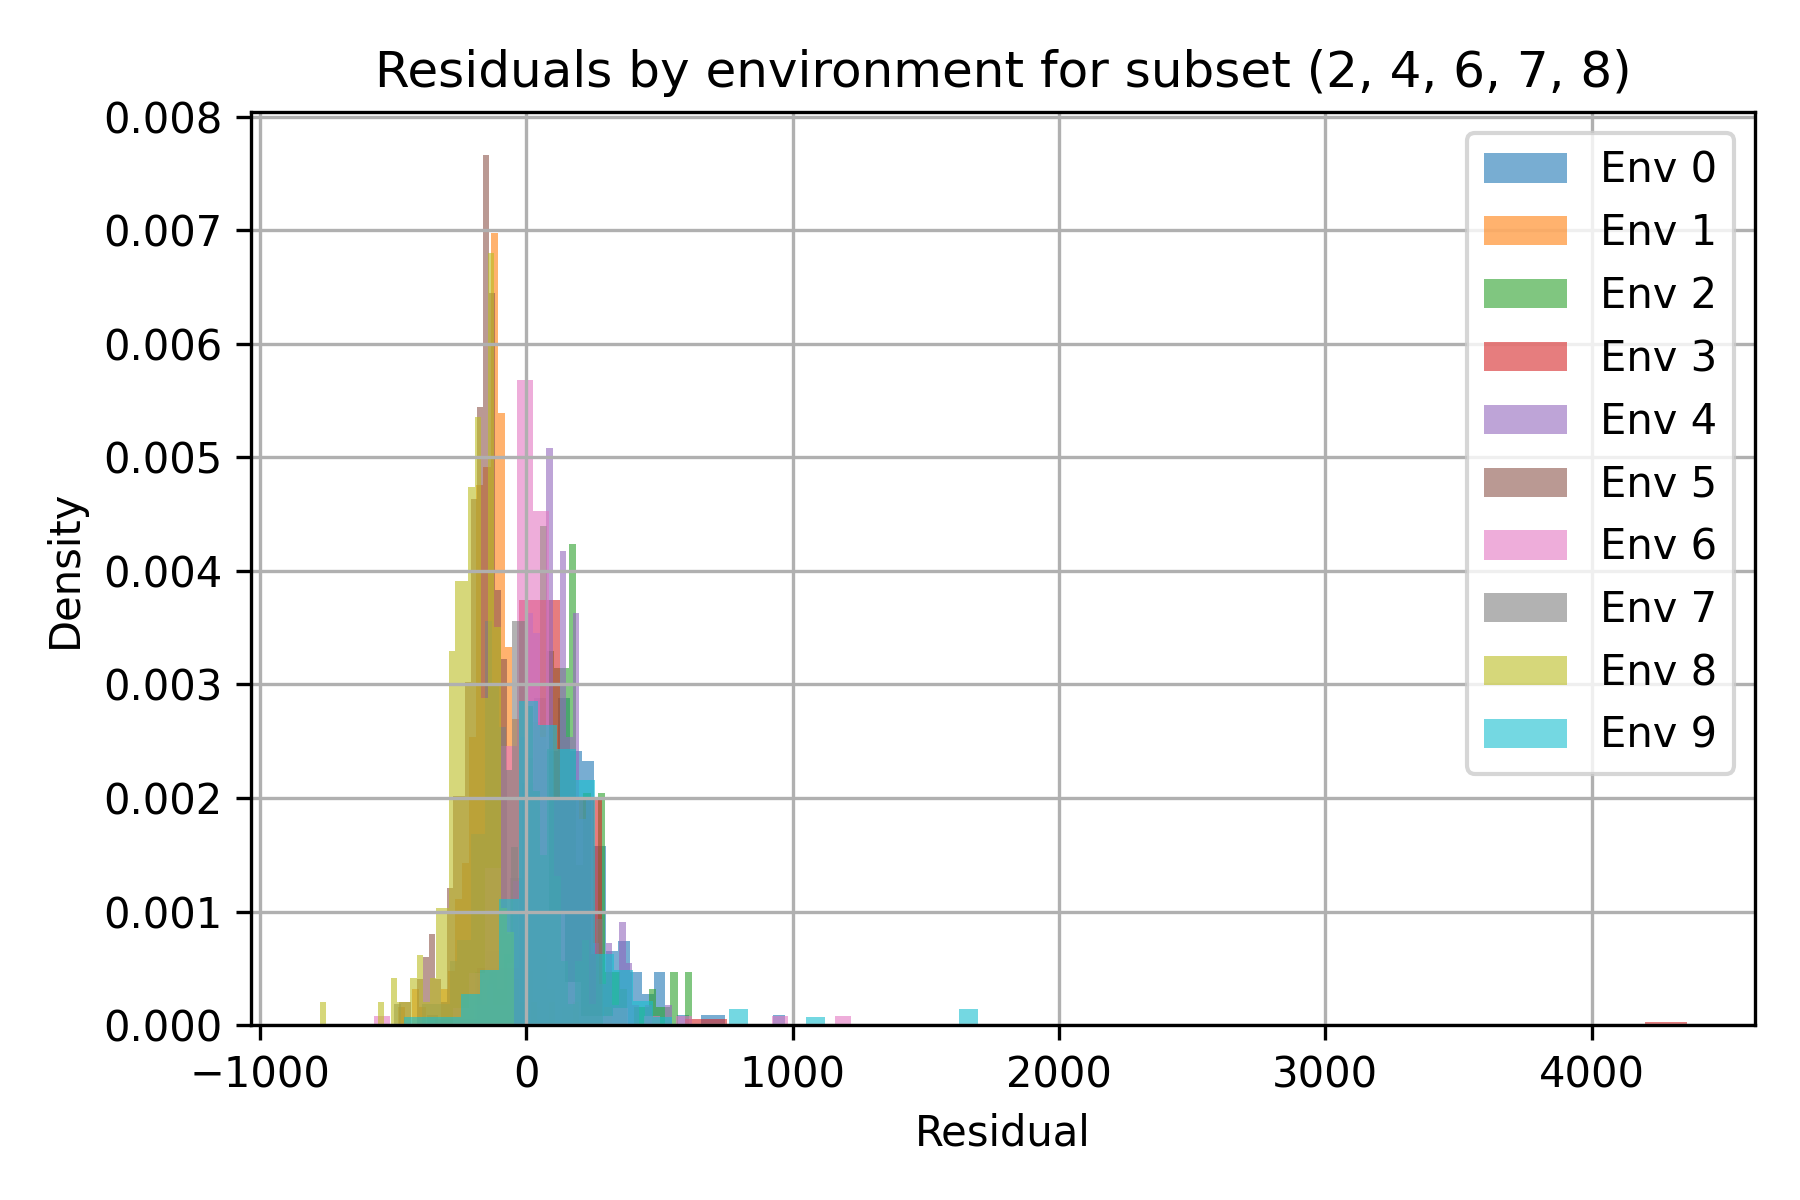 Residuals by environment for subset (2, 4, 6, 7, 8)
0.008
0.007
0.006
0.005
0.004
0.003
0.002
0.001
0.000
Density
−1000
0
1000
2000
3000
4000
Residual
Env 0
Env 1
Env 2
Env 3
Env 4
Env 5
Env 6
Env 7
Env 8
Env 9